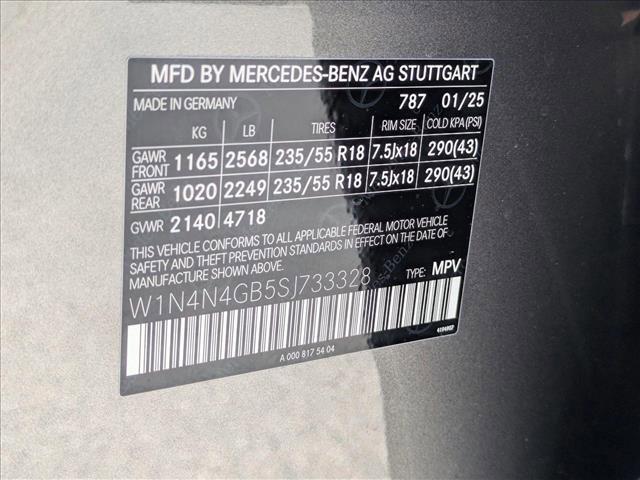 MFD BY MERCEDES-BENZ AG STUTTGART
MADE IN GERMANY 787 01/25
KG LB TIRES RIM SIZE COLD KPA(PSI)
GAWR FRONT 1165 2568 235/55 R18 7.5Jx18 290(43)
GAWR REAR 1020 2249 235/55 R18 7.5Jx18 290(43)
GVWR 2140 4718
THIS VEHICLE CONFORMS TO ALL APPLICABLE FEDERAL MOTOR VEHICLE
SAFETY AND THEFT PREVENTION STANDARDS IN EFFECT ON THE DATE OF
MANUFACTURE SHOWN ABOVE.
W1N4N4GB5SJ733328 TYPE: MPV
A 000 817 54 04